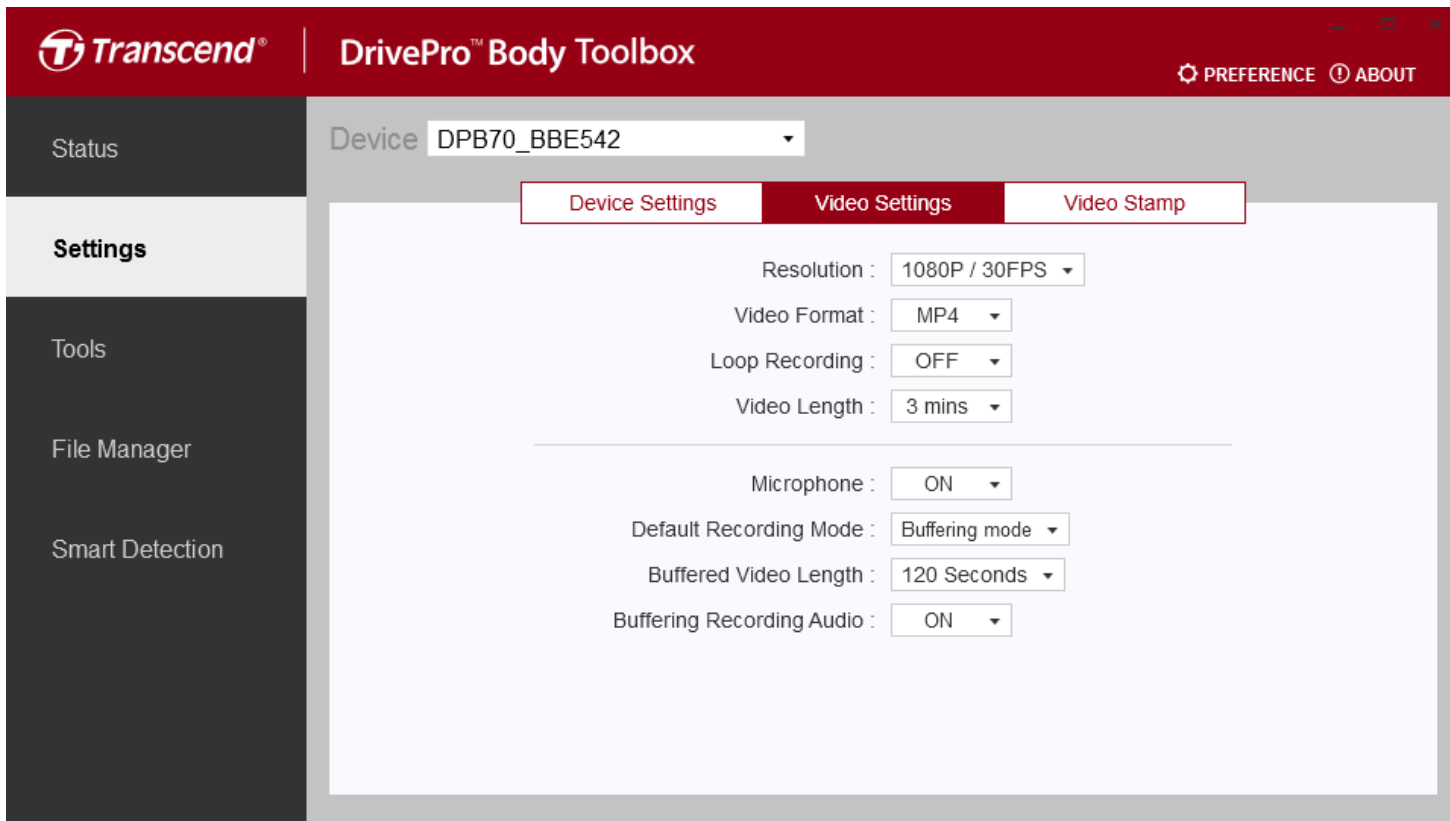 Transcend®
DrivePro™ Body Toolbox
PREFERENCE ABOUT
Status
Settings
Tools
File Manager
Smart Detection
Device DPB70_BBE542
Device Settings Video Settings Video Stamp
Resolution : 1080P / 30FPS
Video Format : MP4
Loop Recording : OFF
Video Length : 3 mins
Microphone : ON
Default Recording Mode : Buffering mode
Buffered Video Length : 120 Seconds
Buffering Recording Audio : ON